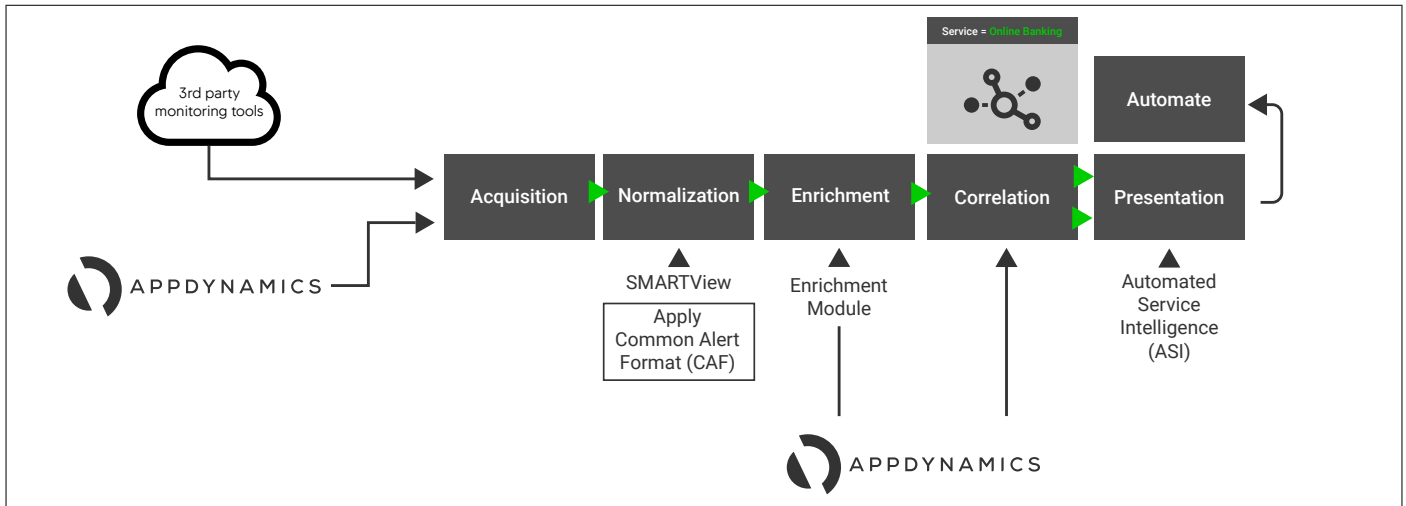 Service = Online Banking
3rd party
monitoring tools
Automate
Acquisition
Normalization
Enrichment
Correlation
Presentation
APPDYNAMICS
SMARTView
Apply
Common Alert
Format (CAF)
Enrichment
Module
Automated
Service
Intelligence
(ASI)
APPDYNAMICS